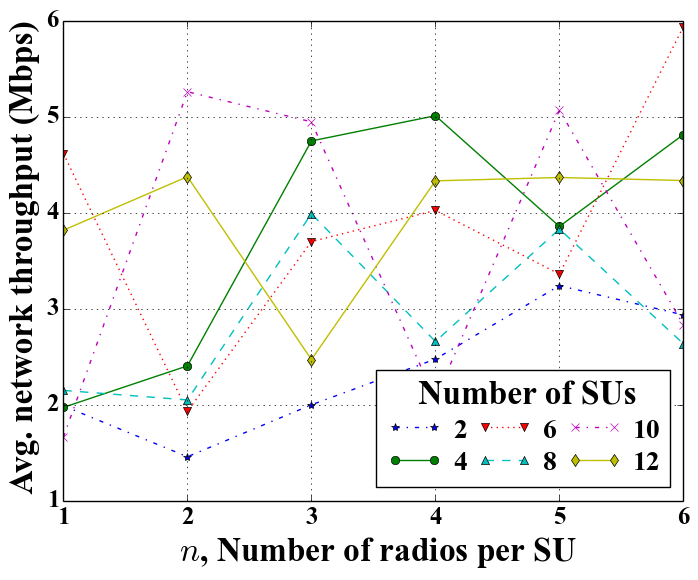 Avg. network throughput (Mbps)
6
5
4
3
2
1
Number of SUs
2 6 10
4 8 12
1 2 3 4 5 6
n, Number of radios per SU